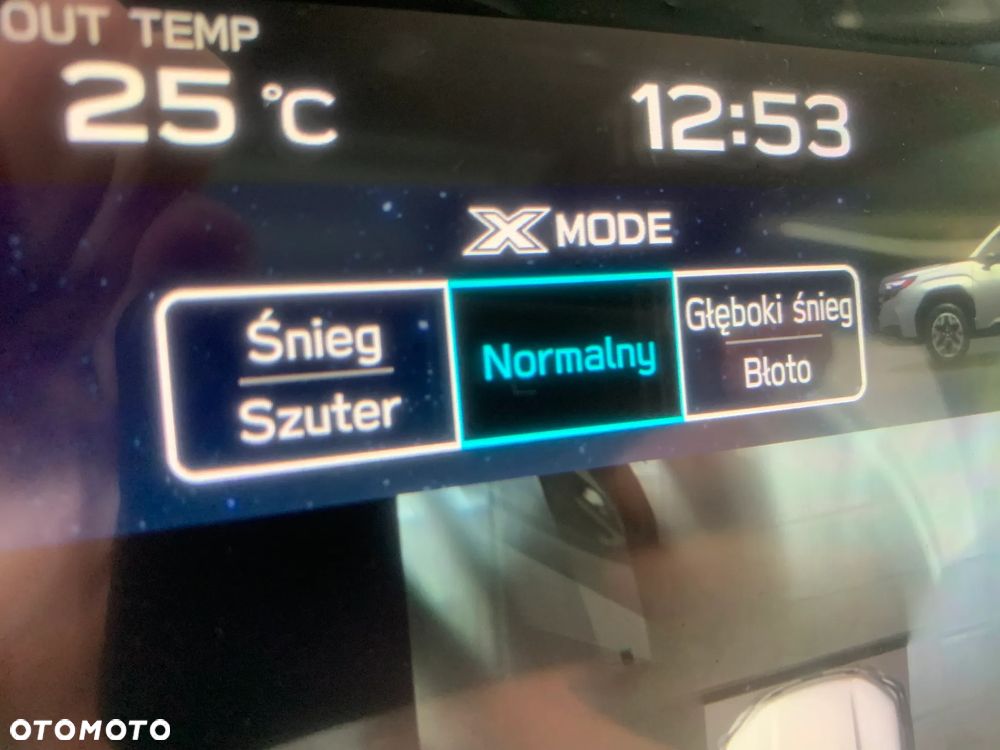 OUT TEMP
25 °C
12:53
X MODE
Śnieg
Szuter
Normalny
Głęboki śnieg
Błoto
OTOMOTO